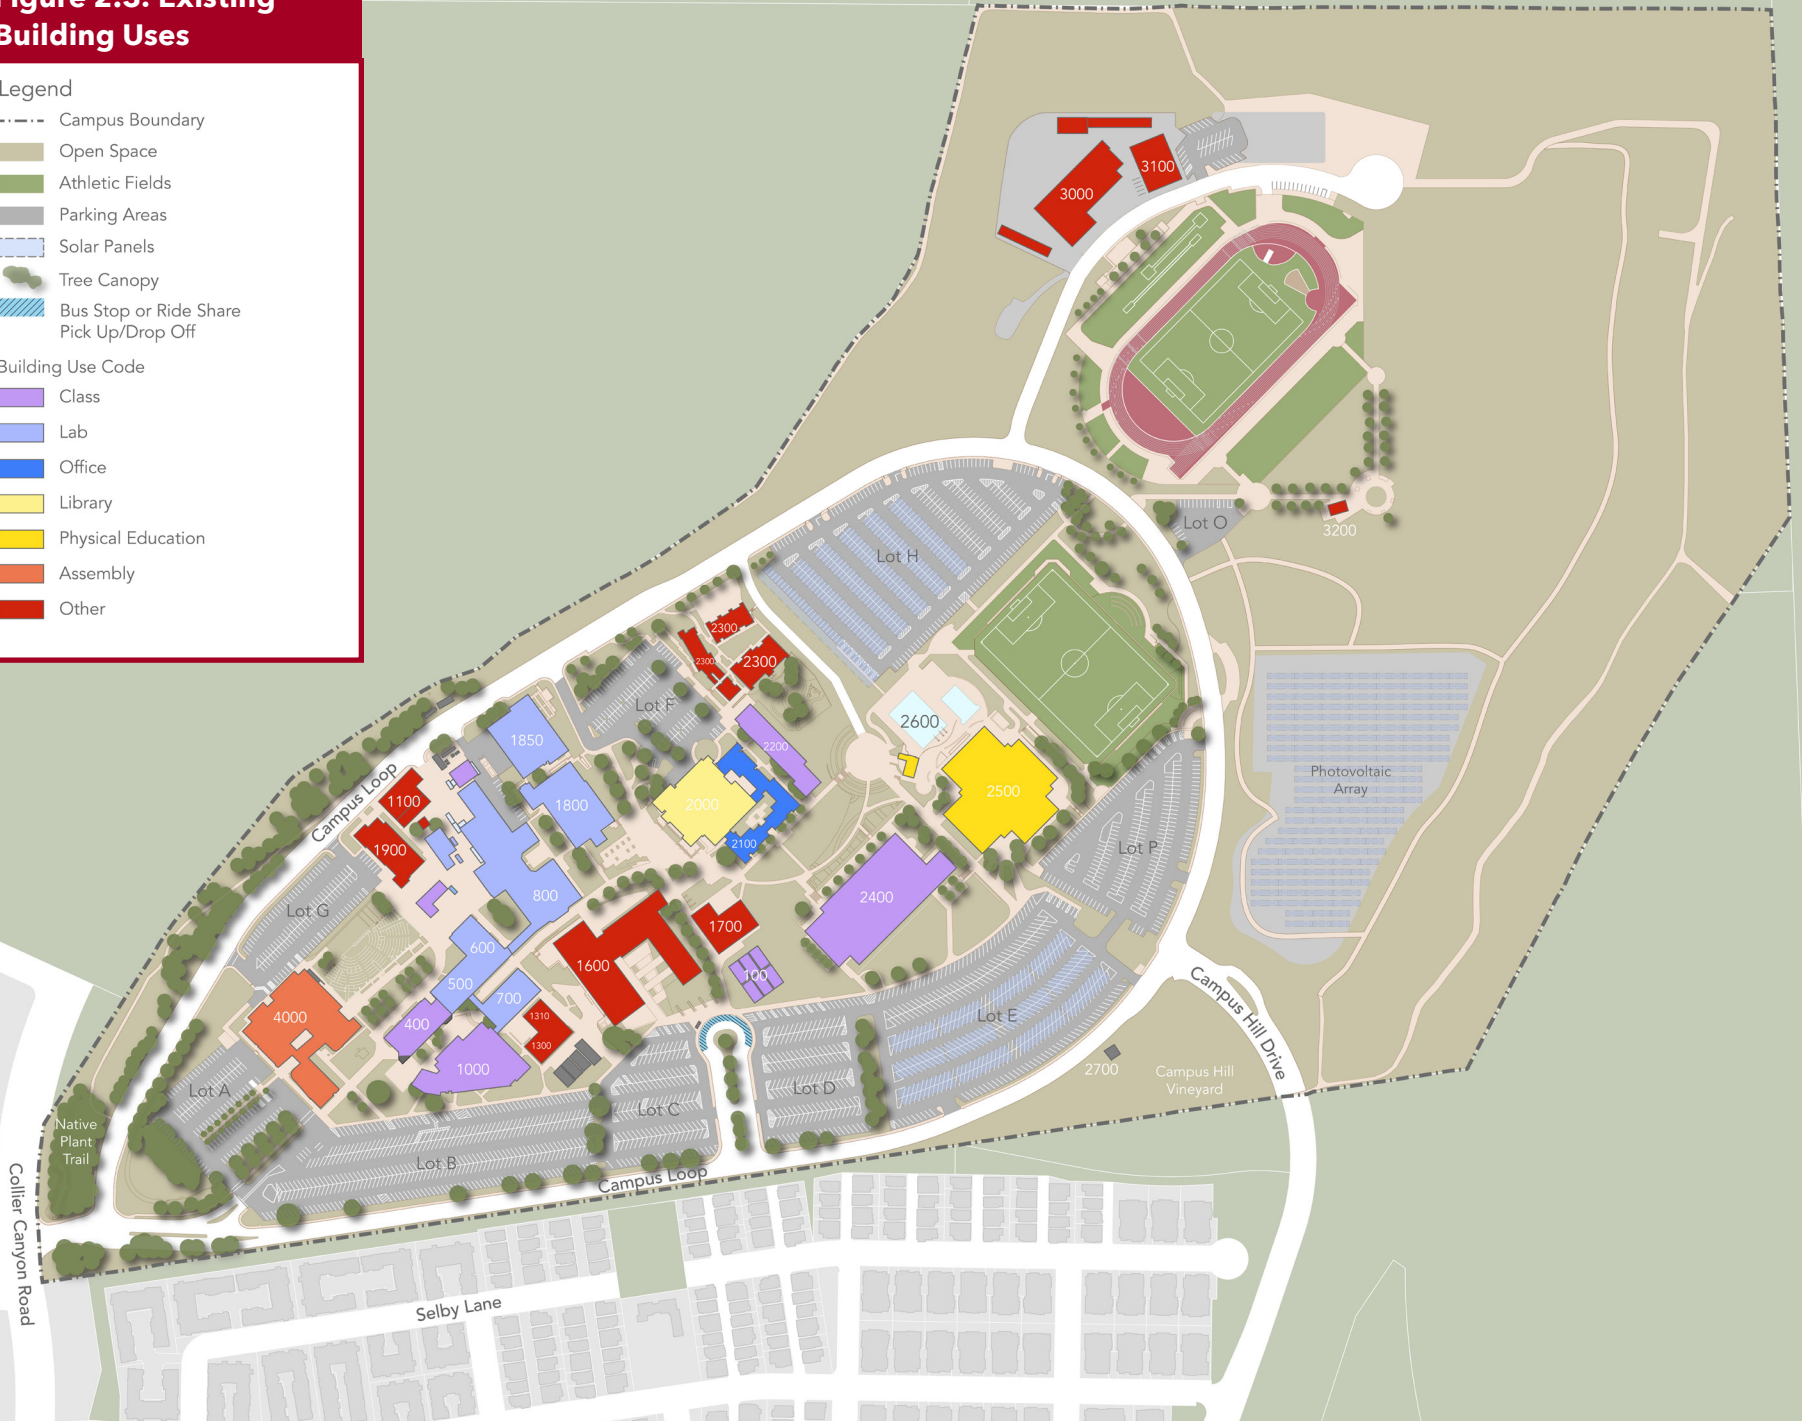 Figure 2.3: Existing
Building Uses
Legend
Campus Boundary
Open Space
Athletic Fields
Parking Areas
Solar Panels
Tree Canopy
Bus Stop or Ride Share
Pick Up/Drop Off
Building Use Code
Class
Lab
Office
Library
Physical Education
Assembly
Other
3100
3000
Lot O
3200
Lot H
2300
2300
2300
Lot F
2600
1850
2200
Photovoltaic
Array
2500
1100
1800
2000
Campus Loop
2100
1900
Lot P
800
2400
Lot G
1700
600
1600
100
500
700
4000
400
1310
Lot E
Campus Hill Drive
1300
1000
2700
Campus Hill
Vineyard
Lot A
Lot D
Lot C
Native
Plant
Trail
Lot B
Campus Loop
Collier Canyon Road
Selby Lane